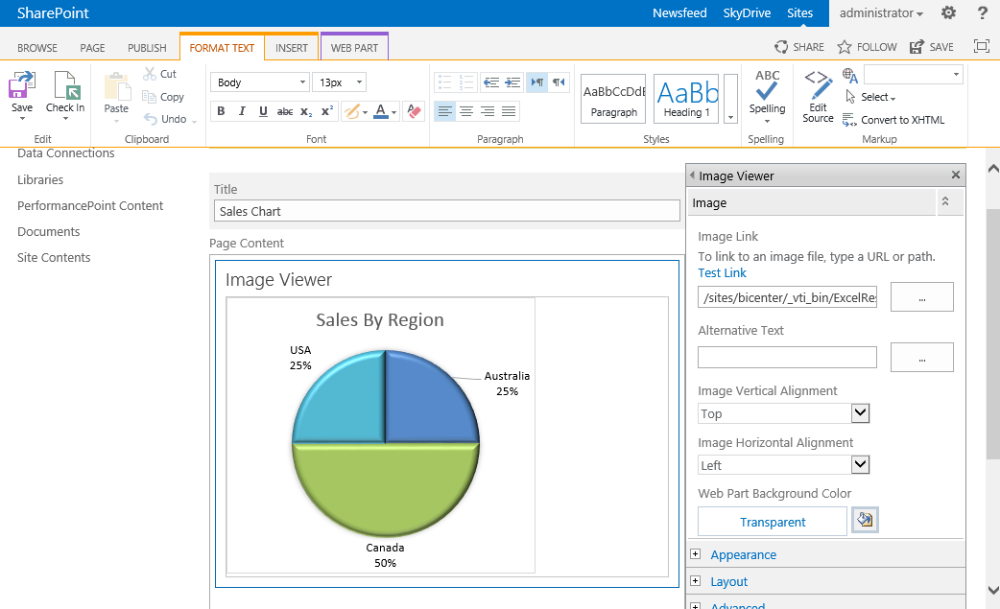 SharePoint
Newsfeed SkyDrive Sites administrator ?
BROWSE PAGE PUBLISH FORMAT TEXT INSERT WEB PART SHARE FOLLOW SAVE
Save Check In
Edit
Paste Cut
Copy
Undo
Clipboard
Body 13px
B I U abc x₂ x² A
Font
Paragraph
AaBbCcDdE
Paragraph
AaBb
Heading 1
Styles
ABC
Spelling
Spelling
Edit
Source
Select
Convert to XHTML
Markup
Data Connections
Libraries
PerformancePoint Content
Documents
Site Contents
Title
Sales Chart
Page Content
Image Viewer
Sales By Region
USA
25%
Australia
25%
Canada
50%
Image Viewer
Image
Image Link
To link to an image file, type a URL or path.
Test Link
/sites/bicenter/_vti_bin/ExcelRes
...
Alternative Text
...
Image Vertical Alignment
Top
Image Horizontal Alignment
Left
Web Part Background Color
Transparent
Appearance
Layout
Advanced